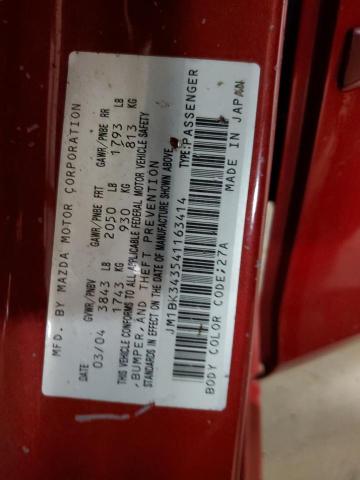 MFD. BY MAZDA MOTOR CORPORATION
DATE GVWR/PNBV GAWR/PNBE FRT GAWR/PNBE RR
03/04 3843 LB 2050 LB 1793 LB
1743 KG 930 KG 813 KG
THIS VEHICLE CONFORMS TO ALL APPLICABLE FEDERAL MOTOR VEHICLE SAFETY
, BUMPER, AND THEFT PREVENTION
STANDARDS IN EFFECT ON THE DATE OF MANUFACTURE SHOWN ABOVE.
JM1BK343541163414 TYPE:PASSENGER
BODY COLOR CODE;27A MADE IN JAPAN